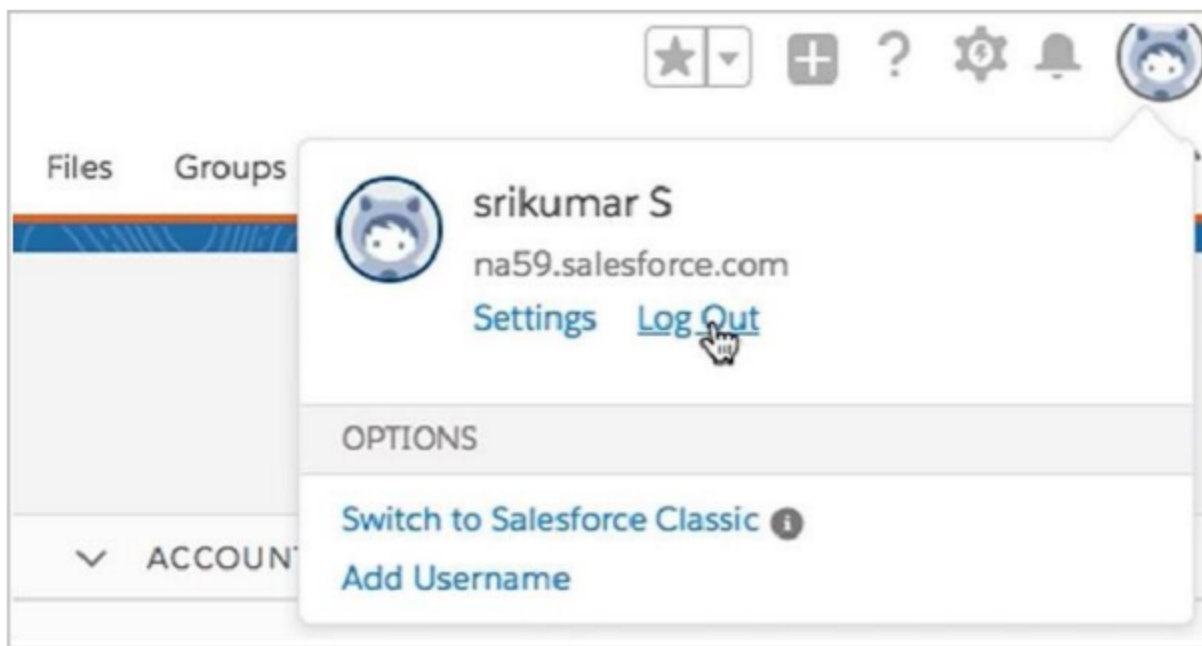 Files Groups
srikumar S
na59.salesforce.com
Settings Log Out
OPTIONS
Switch to Salesforce Classic
ACCOUN
Add Username